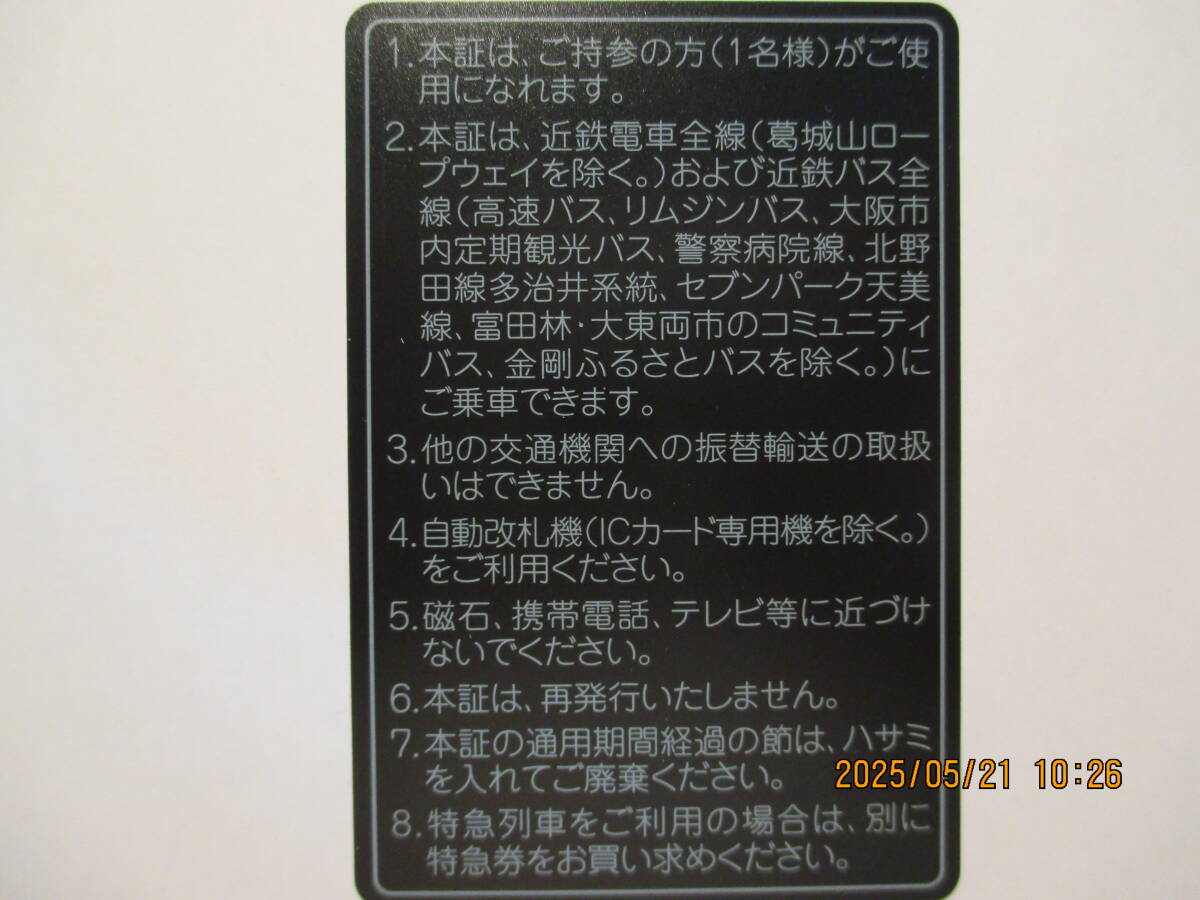 1.本証は、ご持参の方(1名様)がご使
用になれます。
2.本証は、近鉄電車全線(葛城山ロー
プウェイを除く。)および近鉄バス全
線(高速バス、リムジンバス、大阪市
内定期観光バス、警察病院線、北野
田線多治井系統、セブンパーク天美
線、富田林・大東両市のコミュニティ
バス、金剛ふるさとバスを除く。)に
ご乗車できます。
3.他の交通機関への振替輸送の取扱
いはできません。
4.自動改札機(ICカード専用機を除く。)
をご利用ください。
5.磁石、携帯電話、テレビ等に近づけ
ないでください。
6.本証は、再発行いたしません。
7.本証の通用期間経過の節は、ハサミ
を入れてご廃棄ください。
8.特急列車をご利用の場合は、別に
特急券をお買い求めください。
2025/05/21 10:26